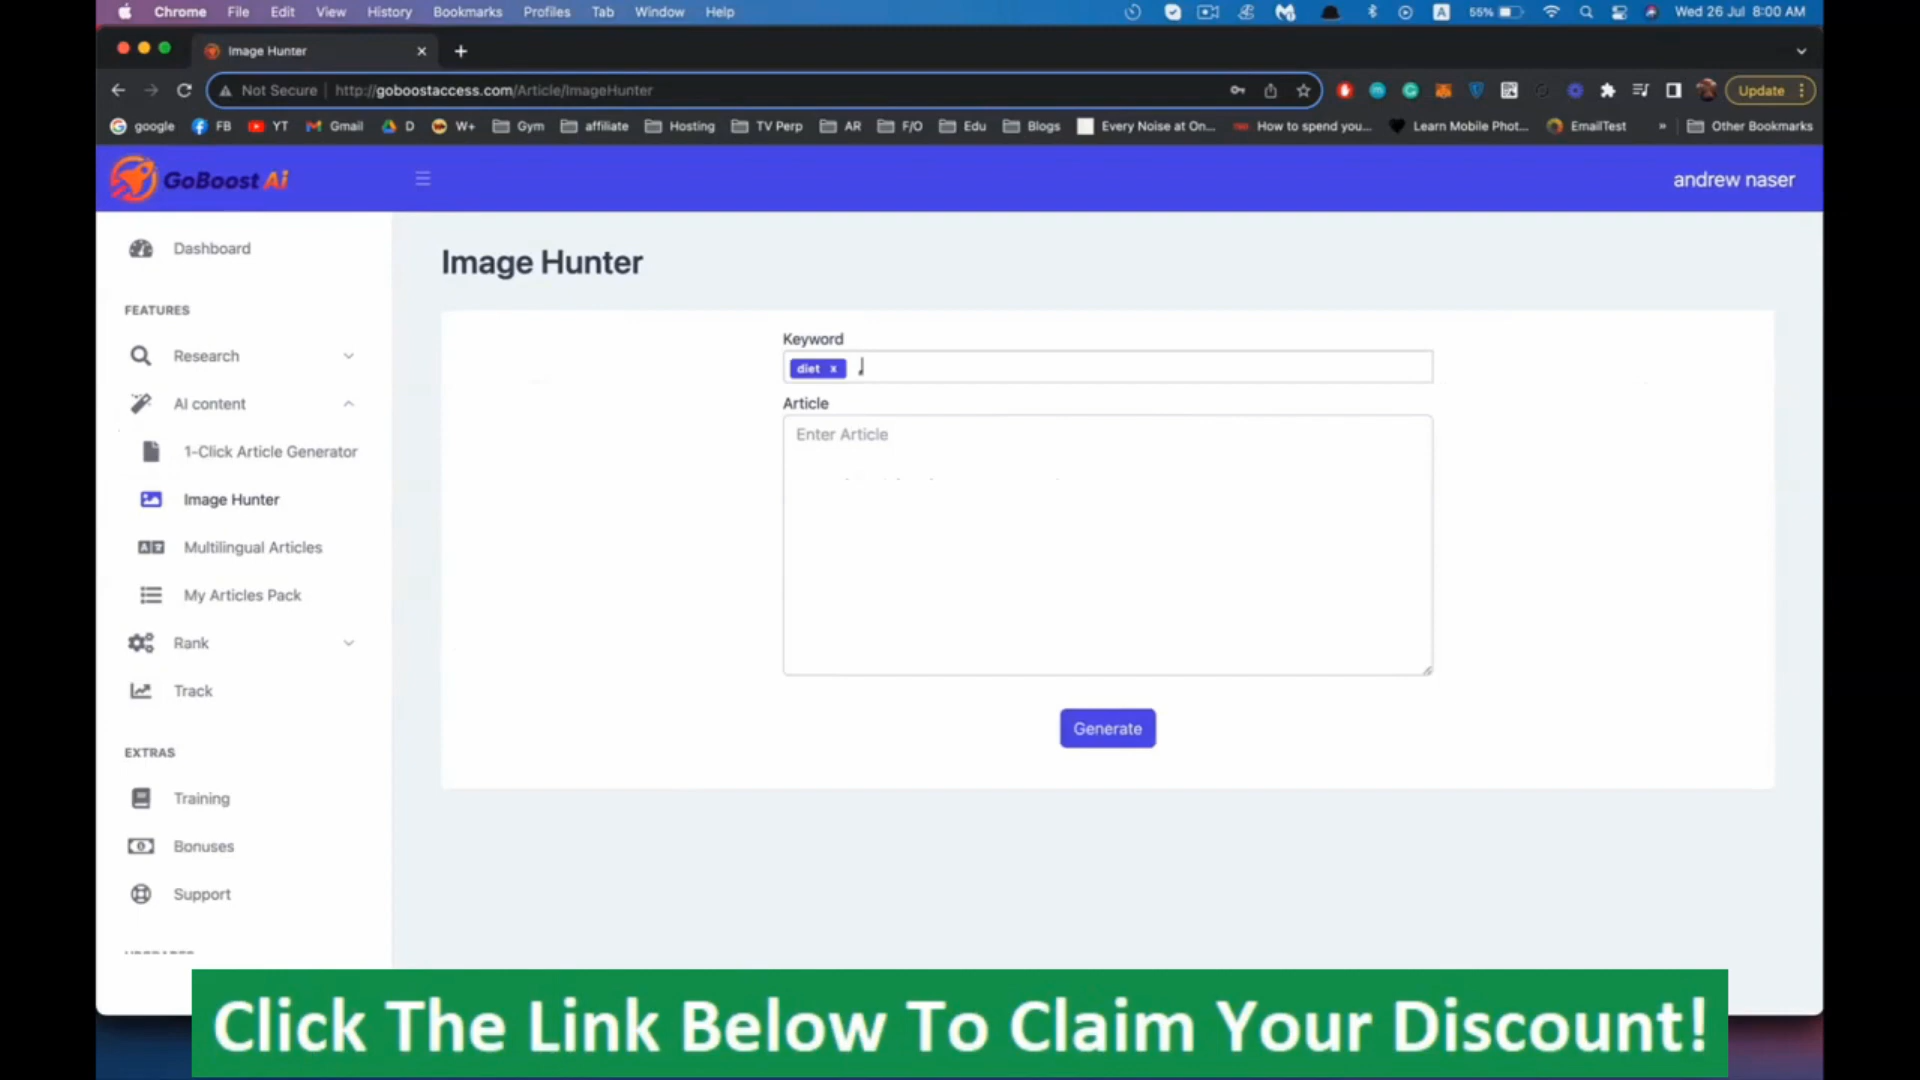 Chrome File Edit View History Bookmarks Profiles Tab Window Help A 55% Wed 26 Jul 8:00 AM
Image Hunter
Not Secure | http://goboostaccess.com/Article/ImageHunter Update
google FB YT Gmail D W+ Gym affiliate Hosting TV Perp AR F/O Edu Blogs Every Noise at On... How to spend you... Learn Mobile Phot... EmailTest » Other Bookmarks
GoBoost Ai andrew naser
Dashboard
FEATURES
Research
AI content
1-Click Article Generator
Image Hunter
Multilingual Articles
My Articles Pack
Rank
Track
EXTRAS
Training
Bonuses
Support
Image Hunter
Keyword
diet x
Article
Enter Article
Generate
Click The Link Below To Claim Your Discount!